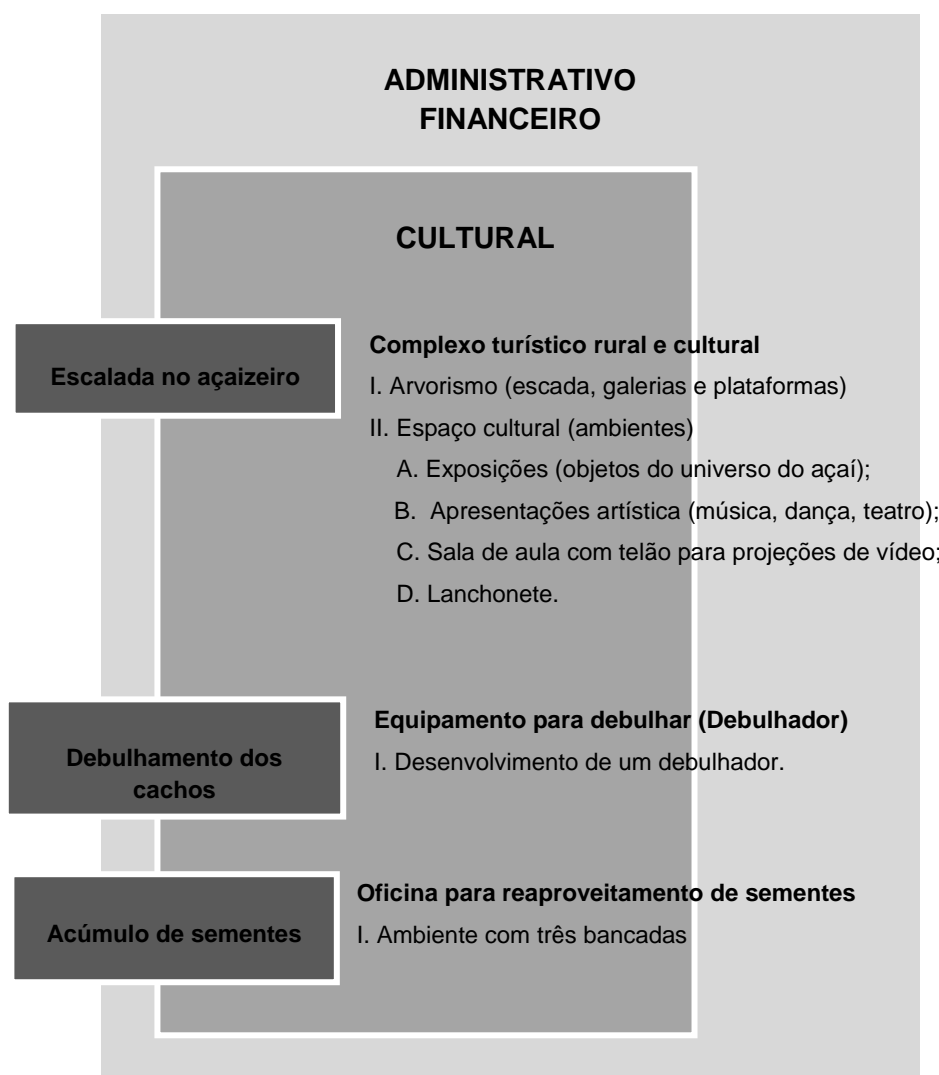 ADMINISTRATIVO
FINANCEIRO
CULTURAL
Escalada no açaizeiro
Complexo turístico rural e cultural
I. Arvorismo (escada, galerias e plataformas)
II. Espaço cultural (ambientes)
A. Exposições (objetos do universo do açaí);
B. Apresentações artística (música, dança, teatro);
C. Sala de aula com telão para projeções de vídeo;
D. Lanchonete.
Debulhamento dos
cachos
Equipamento para debulhar (Debulhador)
I. Desenvolvimento de um debulhador.
Acúmulo de sementes
Oficina para reaproveitamento de sementes
I. Ambiente com três bancadas